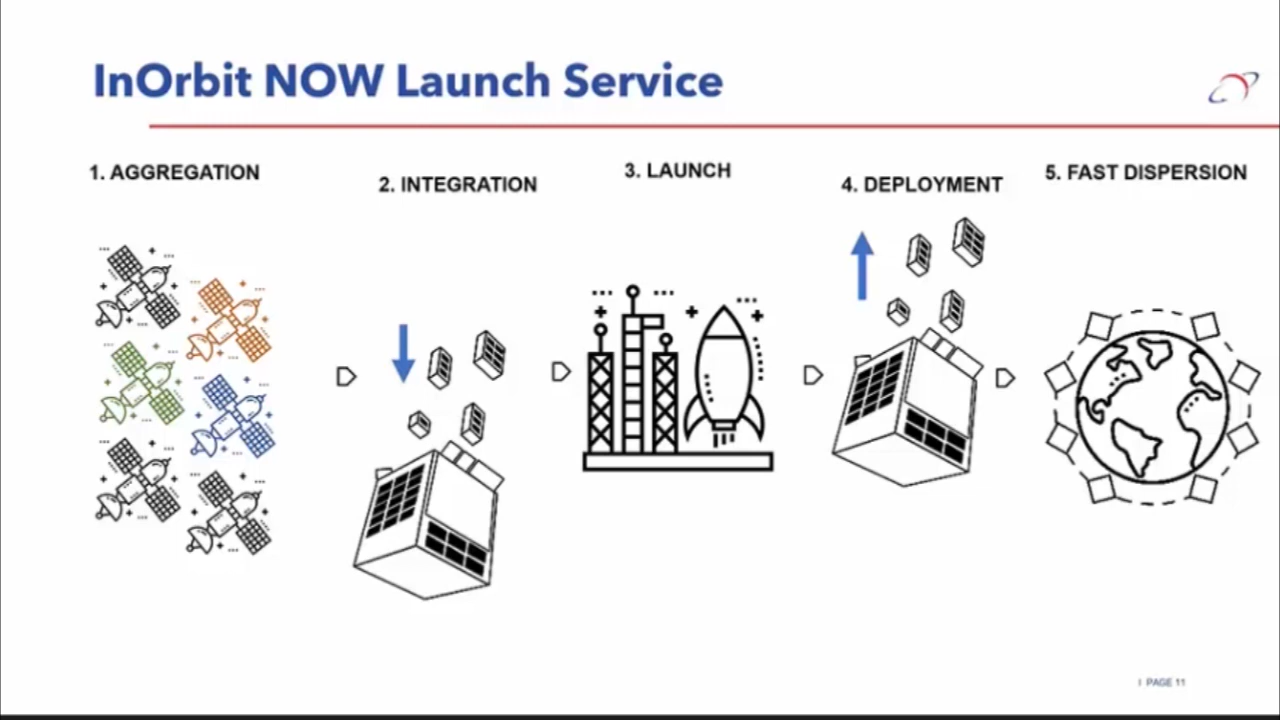 InOrbit NOW Launch Service
1. AGGREGATION
2. INTEGRATION
3. LAUNCH
4. DEPLOYMENT
5. FAST DISPERSION
I PAGE 11